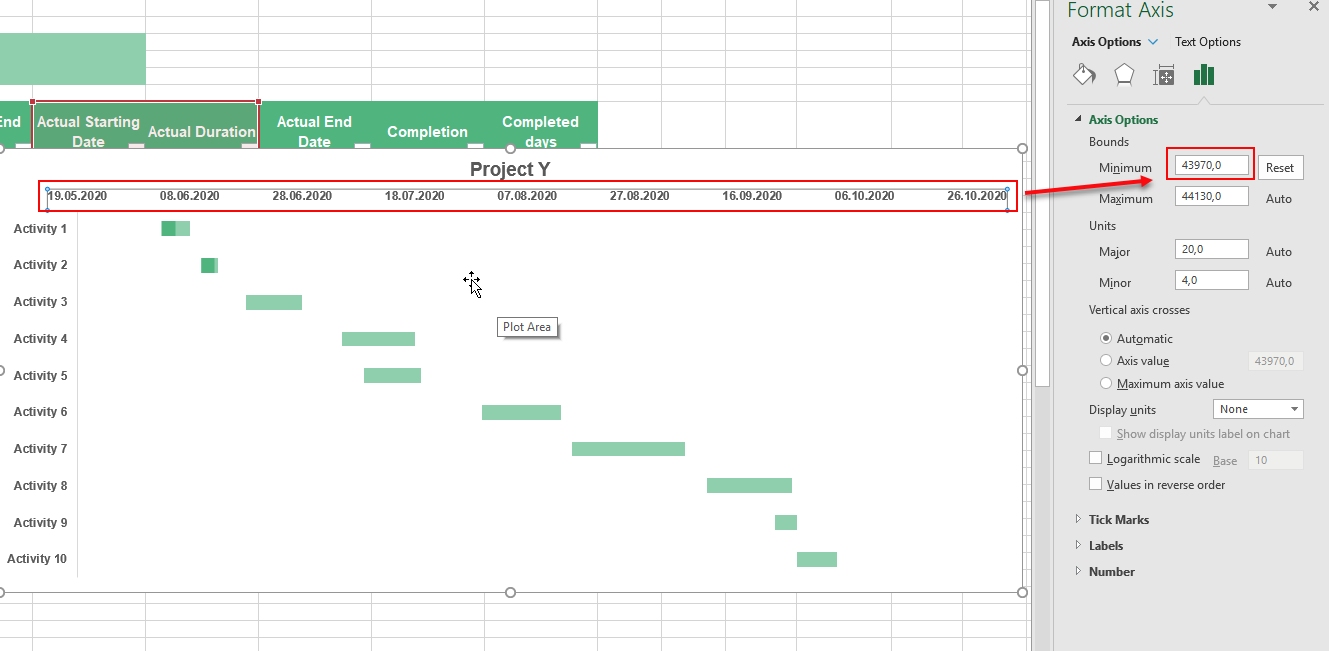 Format Axis
Axis Options Text Options
Axis Options
Bounds
Minimum 43970,0 Reset
Maximum 44130,0 Auto
Units
Major 20,0 Auto
Minor 4,0 Auto
Vertical axis crosses
Automatic
Axis value 43970,0
Maximum axis value
Display units None
Show display units label on chart
Logarithmic scale Base 10
Values in reverse order
Tick Marks
Labels
Number
End
Actual Starting Date
Actual Duration
Actual End Date
Completion
Completed days
Project Y
19.05.2020 08.06.2020 28.06.2020 18.07.2020 07.08.2020 27.08.2020 16.09.2020 06.10.2020 26.10.2020
Activity 1
Activity 2
Activity 3
Activity 4
Activity 5
Activity 6
Activity 7
Activity 8
Activity 9
Activity 10
Plot Area